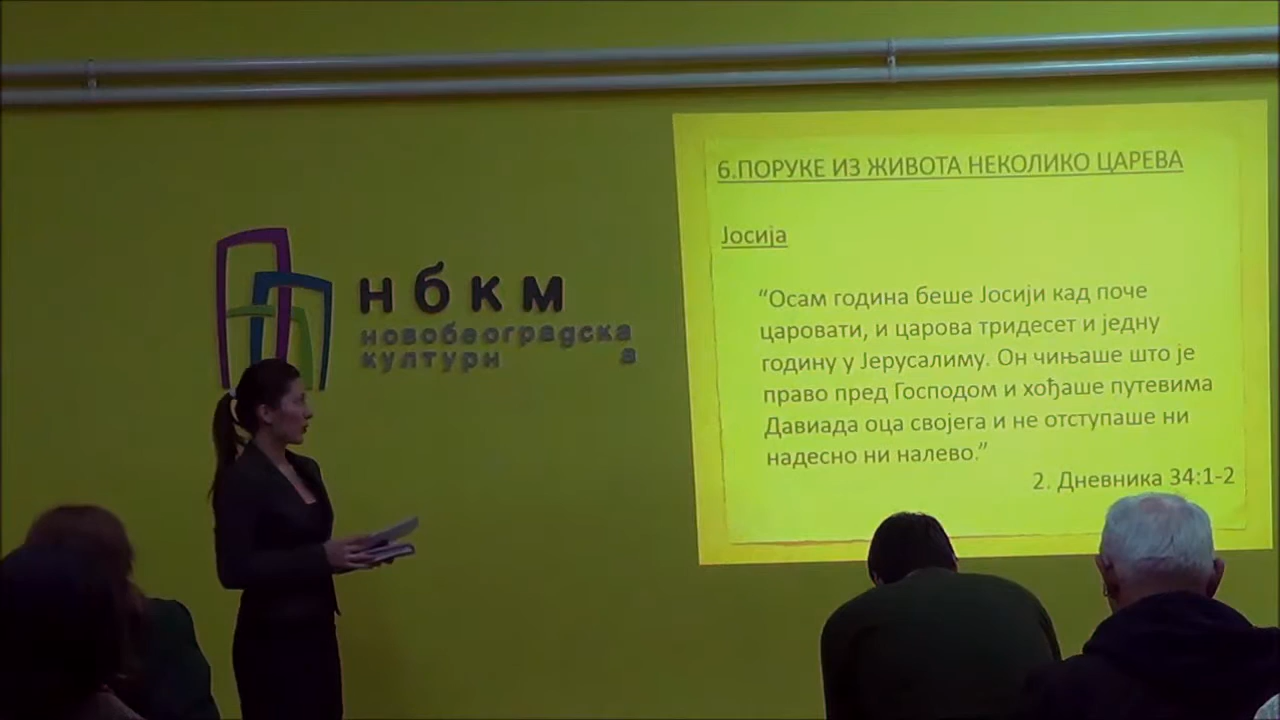 нбкм
новобеоградска
културн
а
6.ПОРУКЕ ИЗ ЖИВОТА НЕКОЛИКО ЦАРЕВА
Јосија
“Осам година беше Јосији кад поче
царовати, и царова тридесет и једну
годину у Јерусалиму. Он чињаше што је
право пред Господом и хођаше путевима
Давиада оца својега и не отступаше ни
надесно ни налево.”
2. Дневника 34:1-2